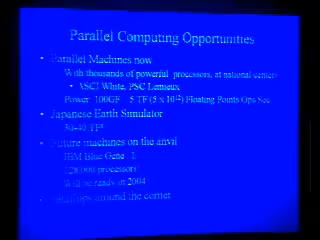 Parallel Computing Opportunities
• Parallel Machines now
With thousands of powerful processors, at national centers
• ASCI White, PSC Lemieux
Power: 100GF – 5 TF (5 x 10¹²) Floating Points Ops/Sec
• Japanese Earth Simulator
30-40 TF!
• Future machines on the anvil
IBM Blue Gene / L
128,000 processors!
Will be ready in 2004
• Petaflops around the corner